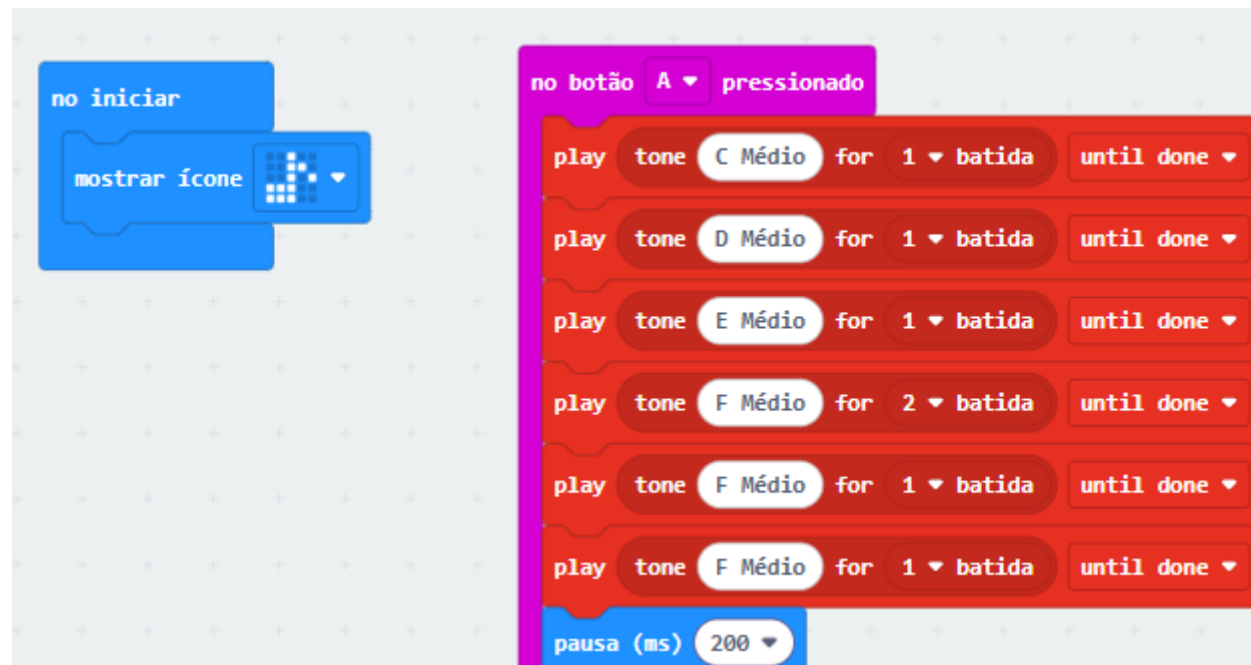 no iniciar
mostrar ícone
no botão A pressionado
play tone C Médio for 1 batida until done
play tone D Médio for 1 batida until done
play tone E Médio for 1 batida until done
play tone F Médio for 2 batida until done
play tone F Médio for 1 batida until done
play tone F Médio for 1 batida until done
pausa (ms) 200